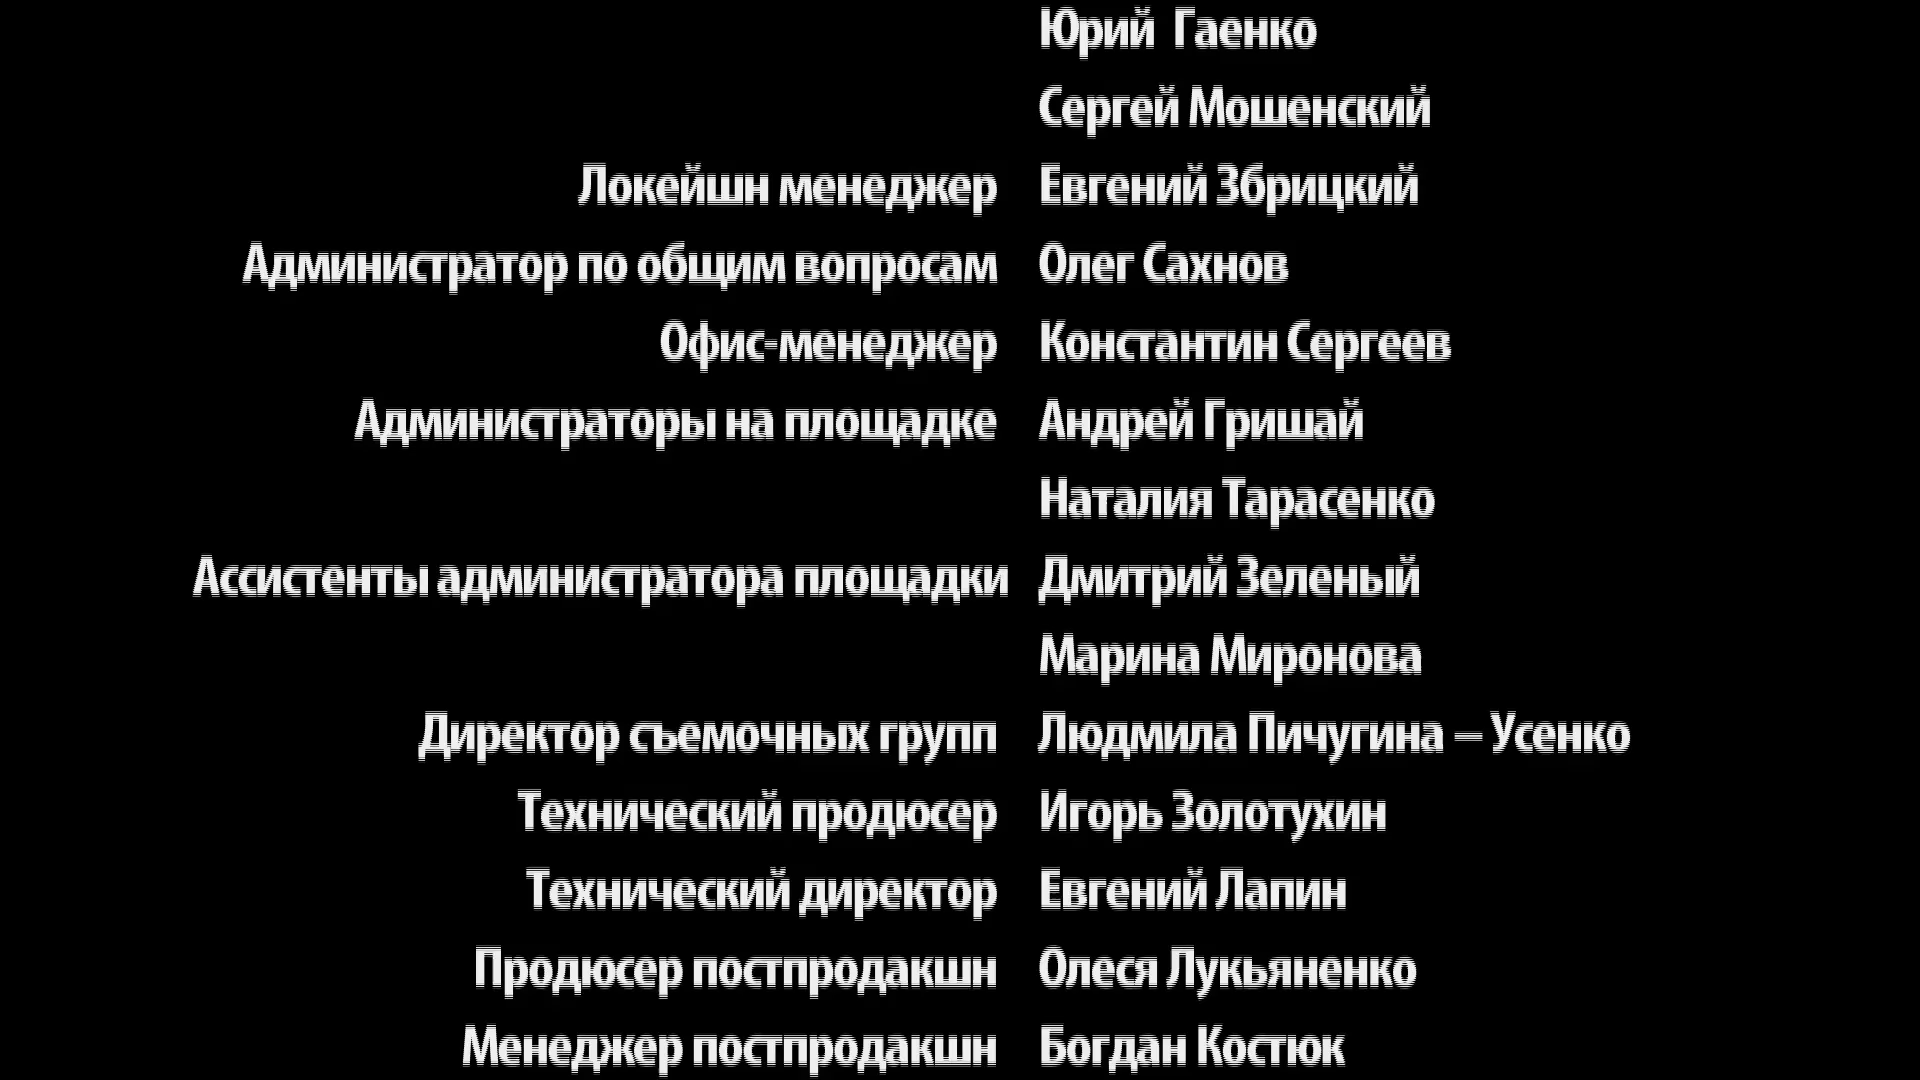 Юрий Гаенко
Сергей Мошенский
Локейшн менеджер Евгений Збрицкий
Администратор по общим вопросам Олег Сахнов
Офис-менеджер Константин Сергеев
Администраторы на площадке Андрей Гришай
Наталия Тарасенко
Ассистенты администратора площадки Дмитрий Зеленый
Марина Миронова
Директор съемочных групп Людмила Пичугина – Усенко
Технический продюсер Игорь Золотухин
Технический директор Евгений Лапин
Продюсер постпродакшн Олеся Лукьяненко
Менеджер постпродакшн Богдан Костюк